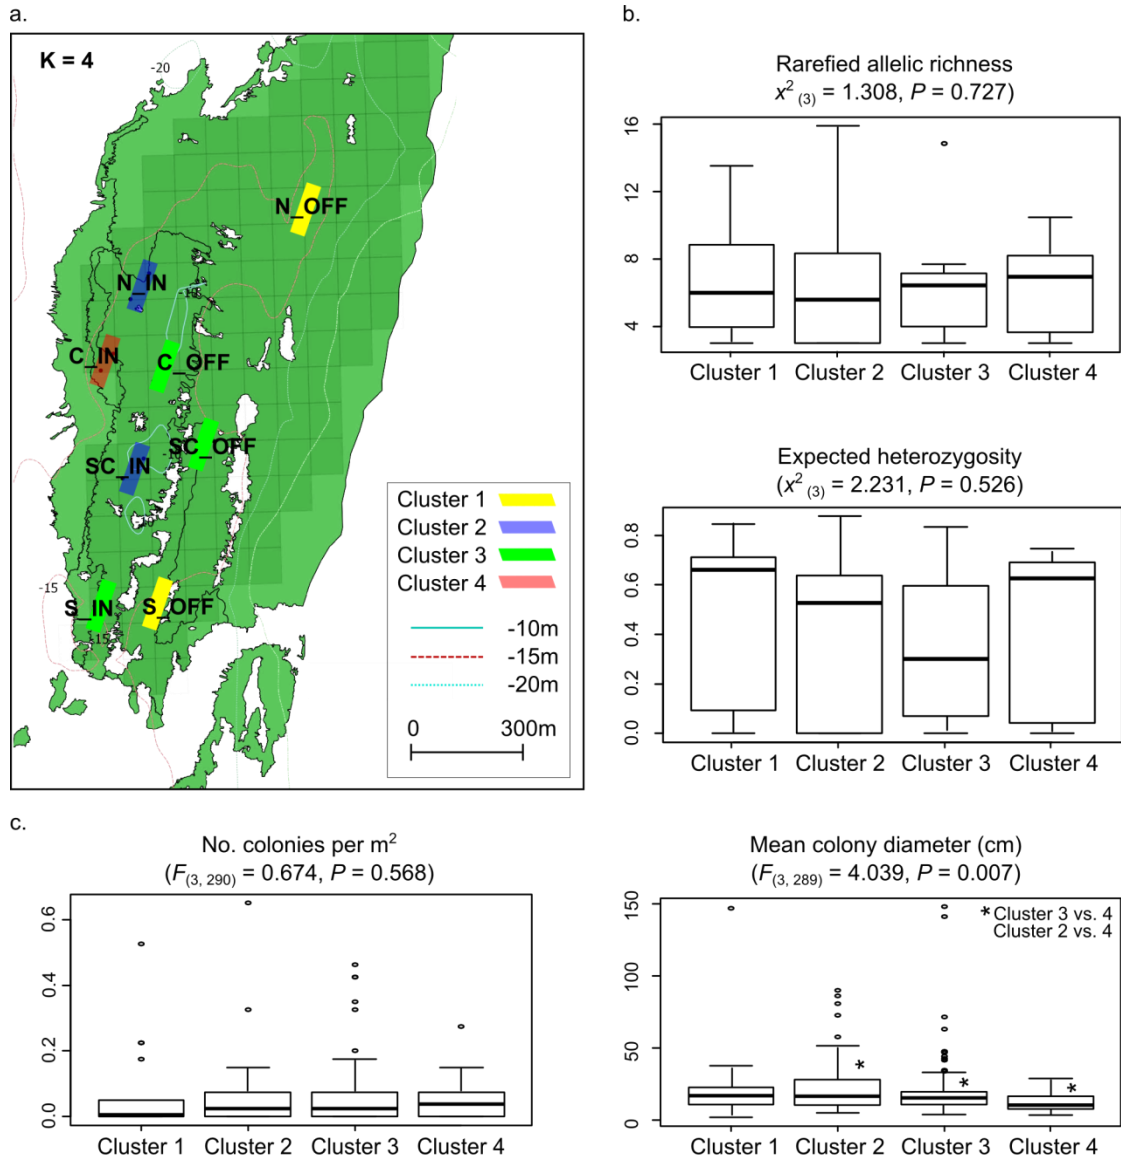 a.
K = 4
-20
N_OFF
N_IN
C_IN
C_OFF
SC_OFF
SC_IN
-15
S_IN
S_OFF
-15
Cluster 1
Cluster 2
Cluster 3
Cluster 4
-10m
-15m
-20m
0 300m
b.
Rarefied allelic richness
x² (3) = 1.308, P = 0.727)
16
12
8
4
Cluster 1 Cluster 2 Cluster 3 Cluster 4
Expected heterozygosity
(x² (3) = 2.231, P = 0.526)
0.8
0.6
0.4
0.2
0.0
Cluster 1 Cluster 2 Cluster 3 Cluster 4
c.
No. colonies per m²
(F(3, 290) = 0.674, P = 0.568)
0.6
0.4
0.2
0.0
Cluster 1 Cluster 2 Cluster 3 Cluster 4
Mean colony diameter (cm)
(F(3, 289) = 4.039, P = 0.007)
150
100
50
0
*Cluster 3 vs. 4
Cluster 2 vs. 4
* * *
Cluster 1 Cluster 2 Cluster 3 Cluster 4